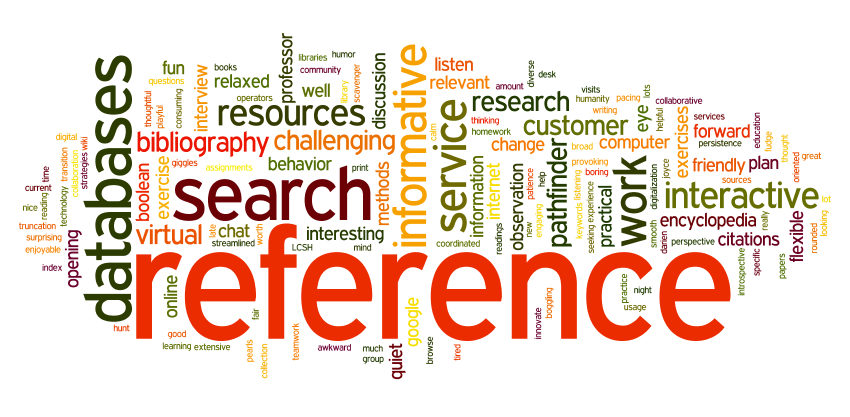 reference
search
databases
informative
service
work
interactive
resources
bibliography
challenging
customer
research
pathfinder
virtual
professor
discussion
listen
relevant
fun
books
libraries
humor
community
questions
interview
relaxed
operators
well
library
scavenger
thoughtful
playful
consuming
calm
amount
diverse
desk
visits
humanity
pacing
lots
collaborative
writing
eye
helpful
thinking
homework
change
broad
computer
exercises
services
forward
persistence
education
judge
thought
digital
wiki
strategies
collaboration
transition
time
current
technology
reading
nice
truncation
surprising
enjoyable
opening
index
boolean
exercise
giggles
assignments
behavior
print
methods
information
internet
observation
patience
new
help
engaging
provoking
boring
listening
keywords
experience
seeking
practical
digitalization
joyce
friendly
plan
sources
oriented
great
encyclopedia
really
flexible
lot
looking
rounded
smooth
darien
perspective
citations
specific
introspective
papers
chat
streamlined
worth
LCSH
interesting
mind
coordinated
readings
hunt
online
good
learning
extensive
fair
pearls
collection
teamwork
awkward
much
group
quiet
google
browse
tired
innovate
boggling
practice
night
usage